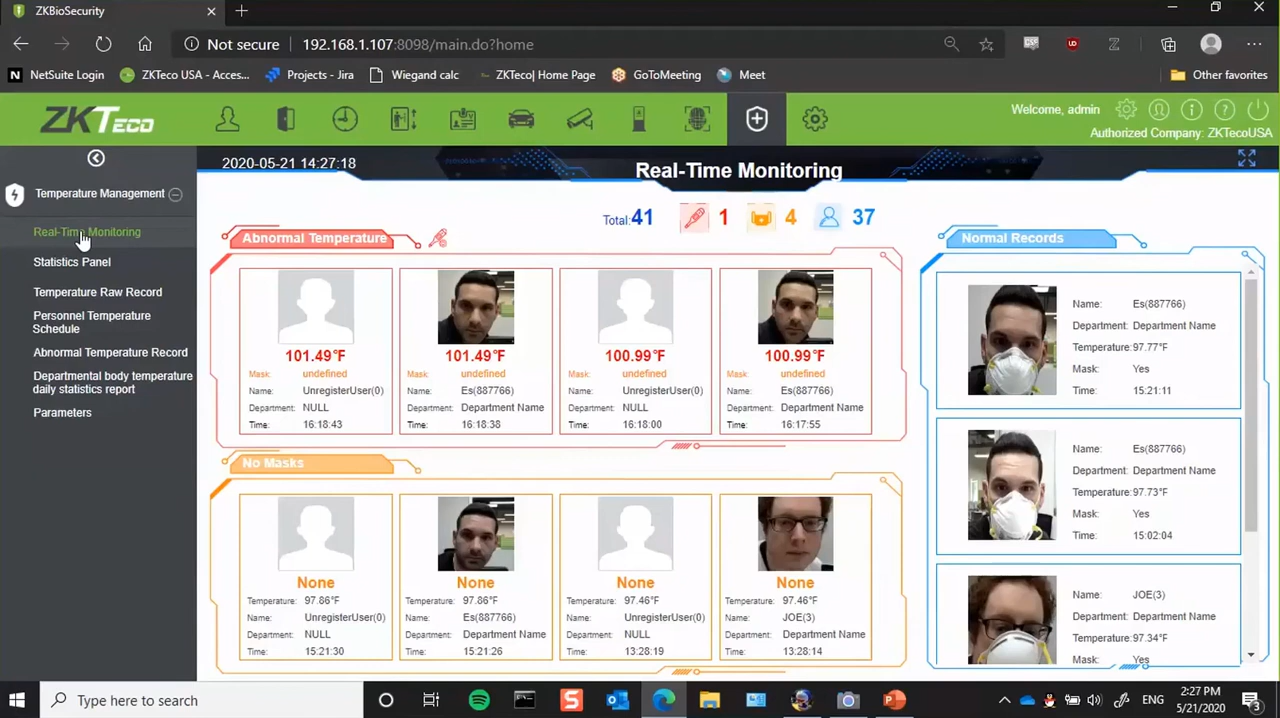 ZKBioSecurity
Not secure 192.168.1.107:8098/main.do?home
NetSuite Login ZKTeco USA - Acces... Projects - Jira Wiegand calc ZKTeco| Home Page GoToMeeting Meet Other favorites
ZKTeco
Welcome, admin
Authorized Company: ZKTecoUSA
Temperature Management
Real-Time Monitoring
Statistics Panel
Temperature Raw Record
Personnel Temperature
Schedule
Abnormal Temperature Record
Departmental body temperature
daily statistics report
Parameters
2020-05-21 14:27:18
Real-Time Monitoring
Total:41 1 4 37
Abnormal Temperature
101.49°F
Mask: undefined
Name: UnregisterUser(0)
Department: NULL
Time: 16:18:43
101.49°F
Mask: undefined
Name: Es(887766)
Department: Department Name
Time: 16:18:38
100.99°F
Mask: undefined
Name: UnregisterUser(0)
Department: NULL
Time: 16:18:00
100.99°F
Mask: undefined
Name: Es(887766)
Department: Department Name
Time: 16:17:55
No Masks
None
Temperature: 97.86°F
Name: UnregisterUser(0)
Department: NULL
Time: 15:21:30
None
Temperature: 97.86°F
Name: Es(887766)
Department: Department Name
Time: 15:21:26
None
Temperature: 97.46°F
Name: UnregisterUser(0)
Department: NULL
Time: 13:28:19
None
Temperature: 97.46°F
Name: JOE(3)
Department: Department Name
Time: 13:28:14
Normal Records
Name: Es(887766)
Department: Department Name
Temperature: 97.77°F
Mask: Yes
Time: 15:21:11
Name: Es(887766)
Department: Department Name
Temperature: 97.73°F
Mask: Yes
Time: 15:02:04
Name: JOE(3)
Department: Department Name
Temperature: 97.34°F
Mask: Yes
Type here to search
ENG
2:27 PM
5/21/2020
3